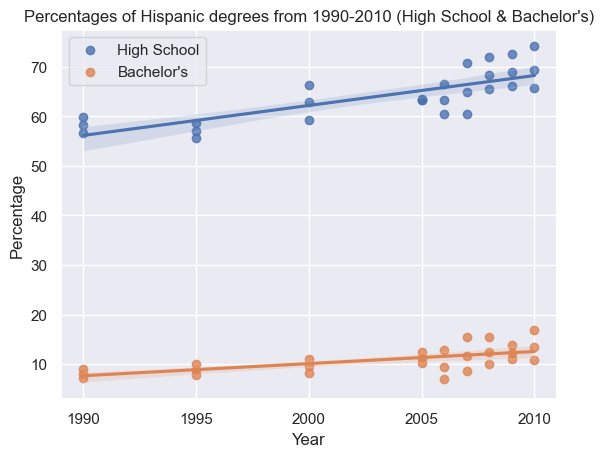 Percentages of Hispanic degrees from 1990-2010 (High School & Bachelor's)
High School
Bachelor's
Percentage
70
60
50
40
30
20
10
1990 1995 2000 2005 2010
Year